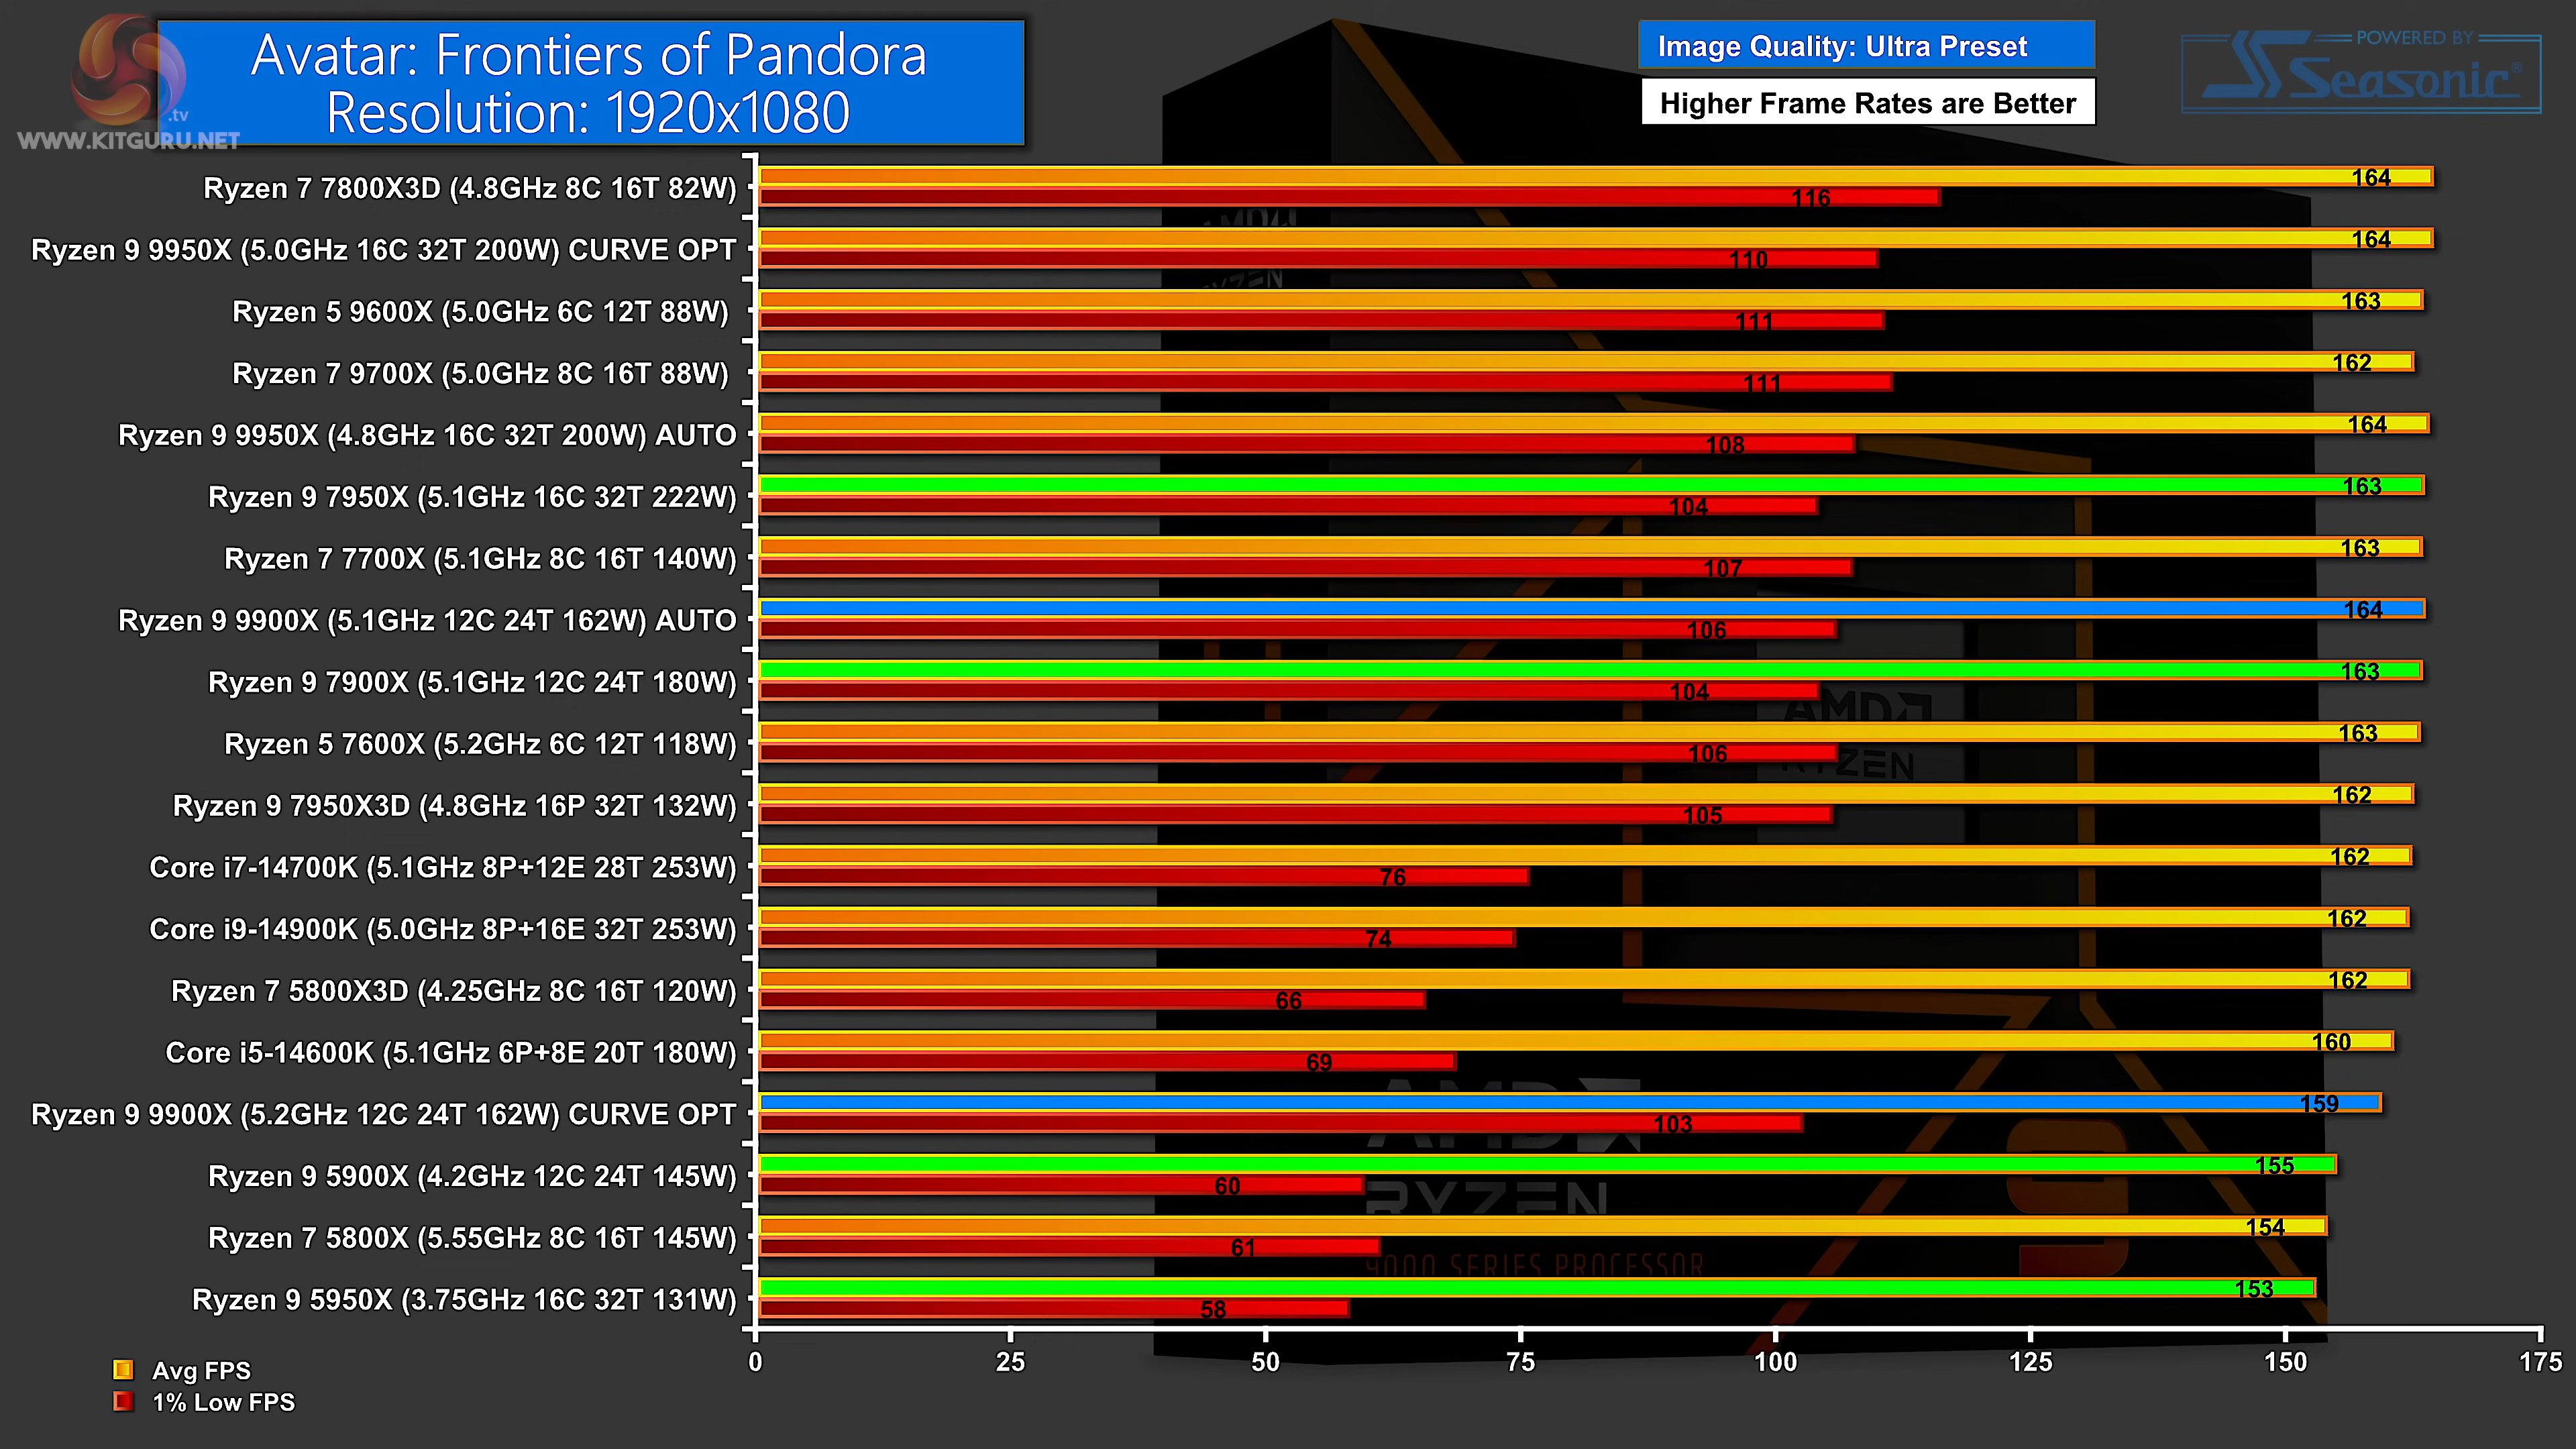 Avatar: Frontiers of Pandora
Resolution: 1920x1080
.tv
WWW.KITGURU.NET
Image Quality: Ultra Preset
Higher Frame Rates are Better
POWERED BY
Seasonic®
Ryzen 7 7800X3D (4.8GHz 8C 16T 82W)
164
116
Ryzen 9 9950X (5.0GHz 16C 32T 200W) CURVE OPT
164
110
Ryzen 5 9600X (5.0GHz 6C 12T 88W)
163
111
Ryzen 7 9700X (5.0GHz 8C 16T 88W)
162
111
Ryzen 9 9950X (4.8GHz 16C 32T 200W) AUTO
164
108
Ryzen 9 7950X (5.1GHz 16C 32T 222W)
163
104
Ryzen 7 7700X (5.1GHz 8C 16T 140W)
163
107
Ryzen 9 9900X (5.1GHz 12C 24T 162W) AUTO
164
106
Ryzen 9 7900X (5.1GHz 12C 24T 180W)
163
104
Ryzen 5 7600X (5.2GHz 6C 12T 118W)
163
106
Ryzen 9 7950X3D (4.8GHz 16P 32T 132W)
162
105
Core i7-14700K (5.1GHz 8P+12E 28T 253W)
162
76
Core i9-14900K (5.0GHz 8P+16E 32T 253W)
162
74
Ryzen 7 5800X3D (4.25GHz 8C 16T 120W)
162
66
Core i5-14600K (5.1GHz 6P+8E 20T 180W)
160
69
Ryzen 9 9900X (5.2GHz 12C 24T 162W) CURVE OPT
159
103
Ryzen 9 5900X (4.2GHz 12C 24T 145W)
155
60
Ryzen 7 5800X (5.55GHz 8C 16T 145W)
154
61
Ryzen 9 5950X (3.75GHz 16C 32T 131W)
153
58
0 25 50 75 100 125 150 175
Avg FPS
1% Low FPS
AMD
RYZEN
AMD
RYZEN
SERIES PROCESSOR